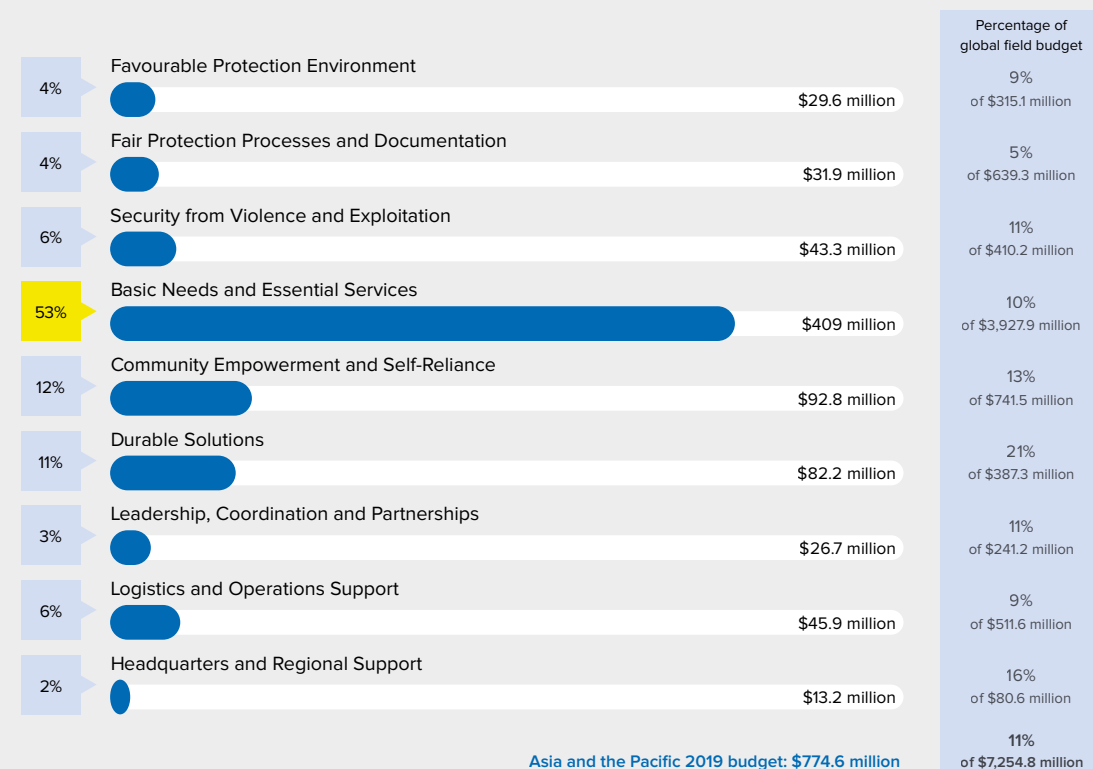 Percentage of
global field budget
Favourable Protection Environment
4%
$29.6 million
9%
of $315.1 million
Fair Protection Processes and Documentation
4%
$31.9 million
5%
of $639.3 million
Security from Violence and Exploitation
6%
$43.3 million
11%
of $410.2 million
Basic Needs and Essential Services
53%
$409 million
10%
of $3,927.9 million
Community Empowerment and Self-Reliance
12%
$92.8 million
13%
of $741.5 million
Durable Solutions
11%
$82.2 million
21%
of $387.3 million
Leadership, Coordination and Partnerships
3%
$26.7 million
11%
of $241.2 million
Logistics and Operations Support
6%
$45.9 million
9%
of $511.6 million
Headquarters and Regional Support
2%
$13.2 million
16%
of $80.6 million
Asia and the Pacific 2019 budget: $774.6 million
11%
of $7,254.8 million